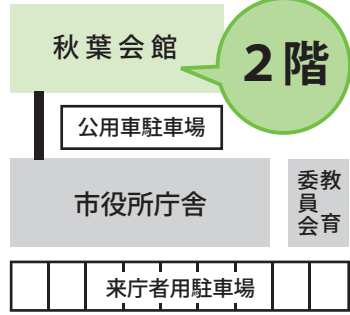 秋葉会館
2階
公用車駐車場
市役所庁舎
教育
委員会
来庁者用駐車場